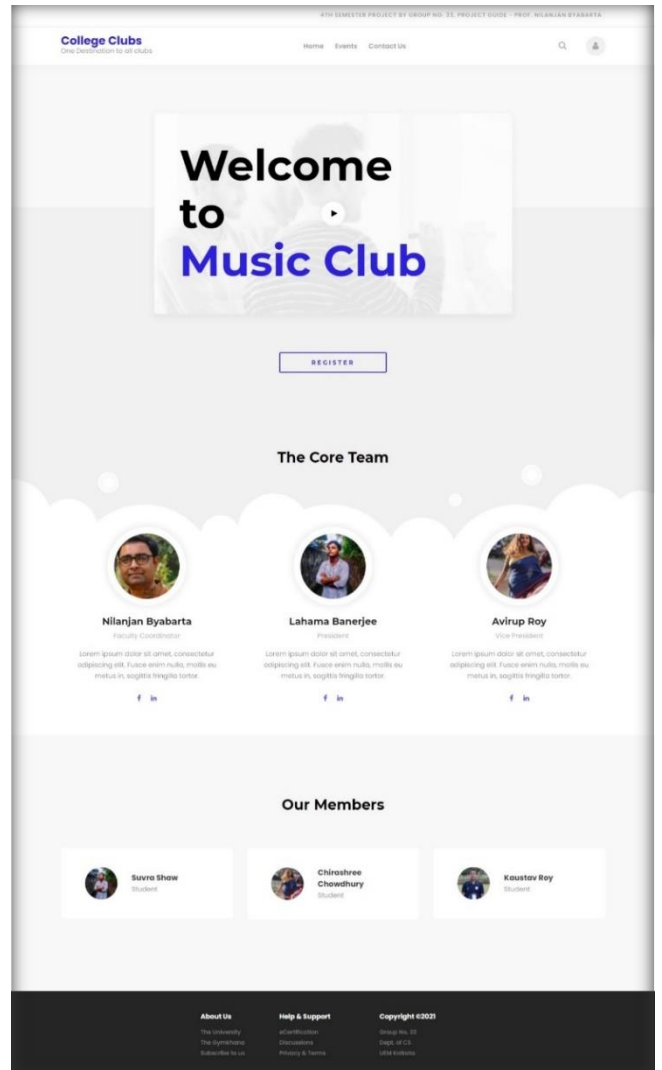 4TH SEMESTER PROJECT BY GROUP NO. 33, PROJECT GUIDE - PROF. NILANJAN BYABARTA
College Clubs
One Destination to all clubs
Home Events Contact Us
Welcome
to
Music Club
REGISTER
The Core Team
Nilanjan Byabarta
Faculty Coordinator
Lorem ipsum dolor sit amet, consectetur
adipiscing elit. Fusce enim nulla, mollis eu
metus in, sagittis fringilla tortor.
f in
Lahama Banerjee
President
Lorem ipsum dolor sit amet, consectetur
adipiscing elit. Fusce enim nulla, mollis eu
metus in, sagittis fringilla tortor.
f in
Avirup Roy
Vice President
Lorem ipsum dolor sit amet, consectetur
adipiscing elit. Fusce enim nulla, mollis eu
metus in, sagittis fringilla tortor.
f in
Our Members
Suvra Shaw
Student
Chirashree
Chowdhury
Student
Kaustav Roy
Student
About Us
The University
The Gymkhana
Subscribe to us
Help & Support
eCertification
Discussions
Privacy & Terms
Copyright ©2021
Group No. 33
Dept. of CS
UEM Kolkata